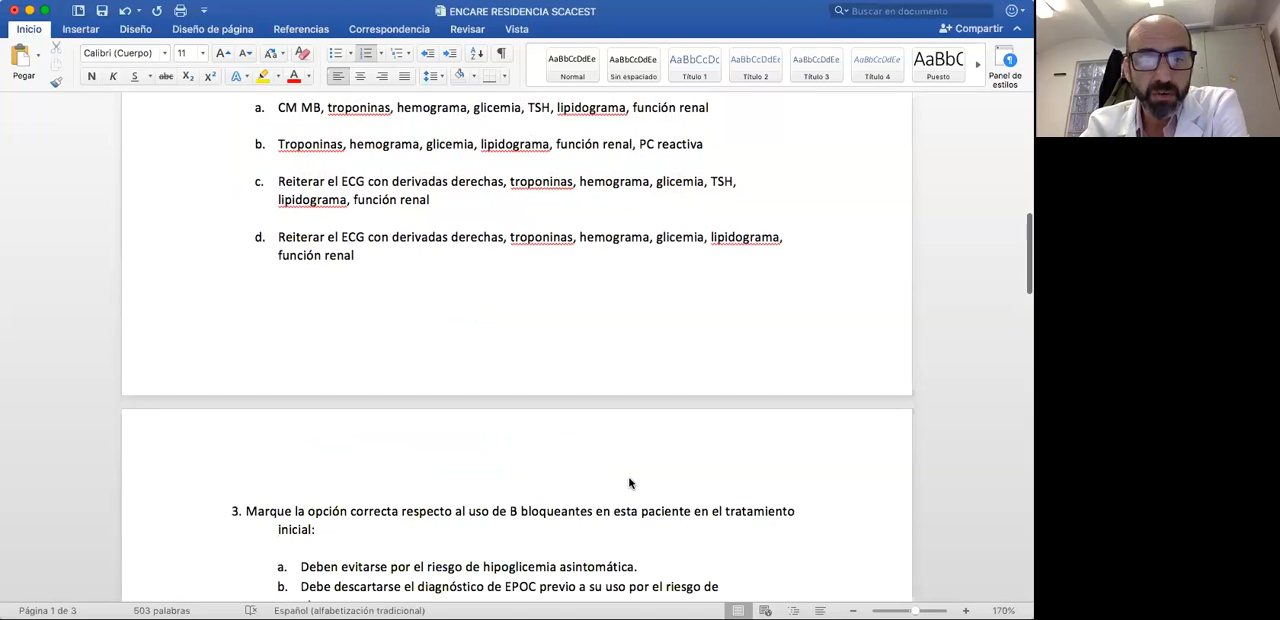 ENCARE RESIDENCIA SCACEST
Buscar en documento
Inicio Insertar Diseño Diseño de página Referencias Correspondencia Revisar Vista Compartir
Pegar
Calibri (Cuerpo) 11
N K S abc X₂ X² A A
AaBbCcDdEe Normal
AaBbCcDdEe Sin espaciado
AaBbCcDc Título 1
AaBbCcDdEe Título 2
AaBbCcDdEe Título 3
AaBbCcDdEe Título 4
AaBbC Puesto
Panel de estilos
a. CM MB, troponinas, hemograma, glicemia, TSH, lipidograma, función renal
b. Troponinas, hemograma, glicemia, lipidograma, función renal, PC reactiva
c. Reiterar el ECG con derivadas derechas, troponinas, hemograma, glicemia, TSH,
lipidograma, función renal
d. Reiterar el ECG con derivadas derechas, troponinas, hemograma, glicemia, lipidograma,
función renal
3. Marque la opción correcta respecto al uso de B bloqueantes en esta paciente en el tratamiento
inicial:
a. Deben evitarse por el riesgo de hipoglicemia asintomática.
b. Debe descartarse el diagnóstico de EPOC previo a su uso por el riesgo de
Página 1 de 3 503 palabras Español (alfabetización tradicional) 170%